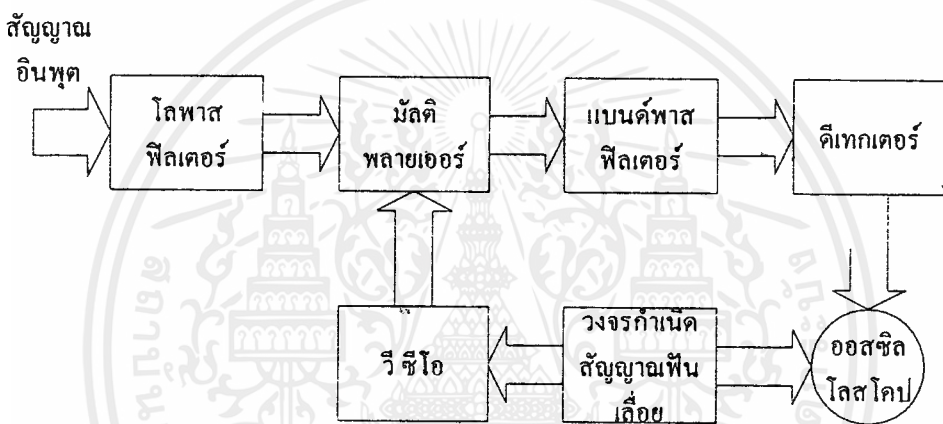 สัญญาณ
อินพุต
โลพาส
ฟิลเตอร์
มัลติ
พลายเออร์
แบนด์พาส
ฟิลเตอร์
ดีเทกเตอร์
วี ซีโอ
วงจรกำเนิด
สัญญาณฟัน
เลื่อย
ออสซิล
โลสโคป